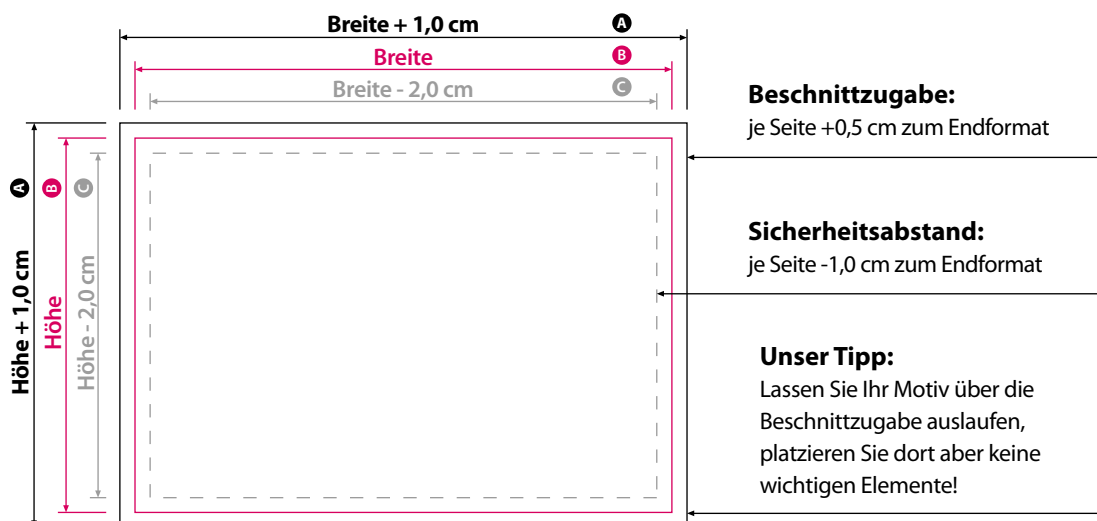 Breite + 1,0 cm A
Breite B
Breite - 2,0 cm C
A
B
C
Höhe + 1,0 cm
Höhe
Höhe - 2,0 cm
Beschnittzugabe:
je Seite +0,5 cm zum Endformat
Sicherheitsabstand:
je Seite -1,0 cm zum Endformat
Unser Tipp:
Lassen Sie Ihr Motiv über die
Beschnittzugabe auslaufen,
platzieren Sie dort aber keine
wichtigen Elemente!